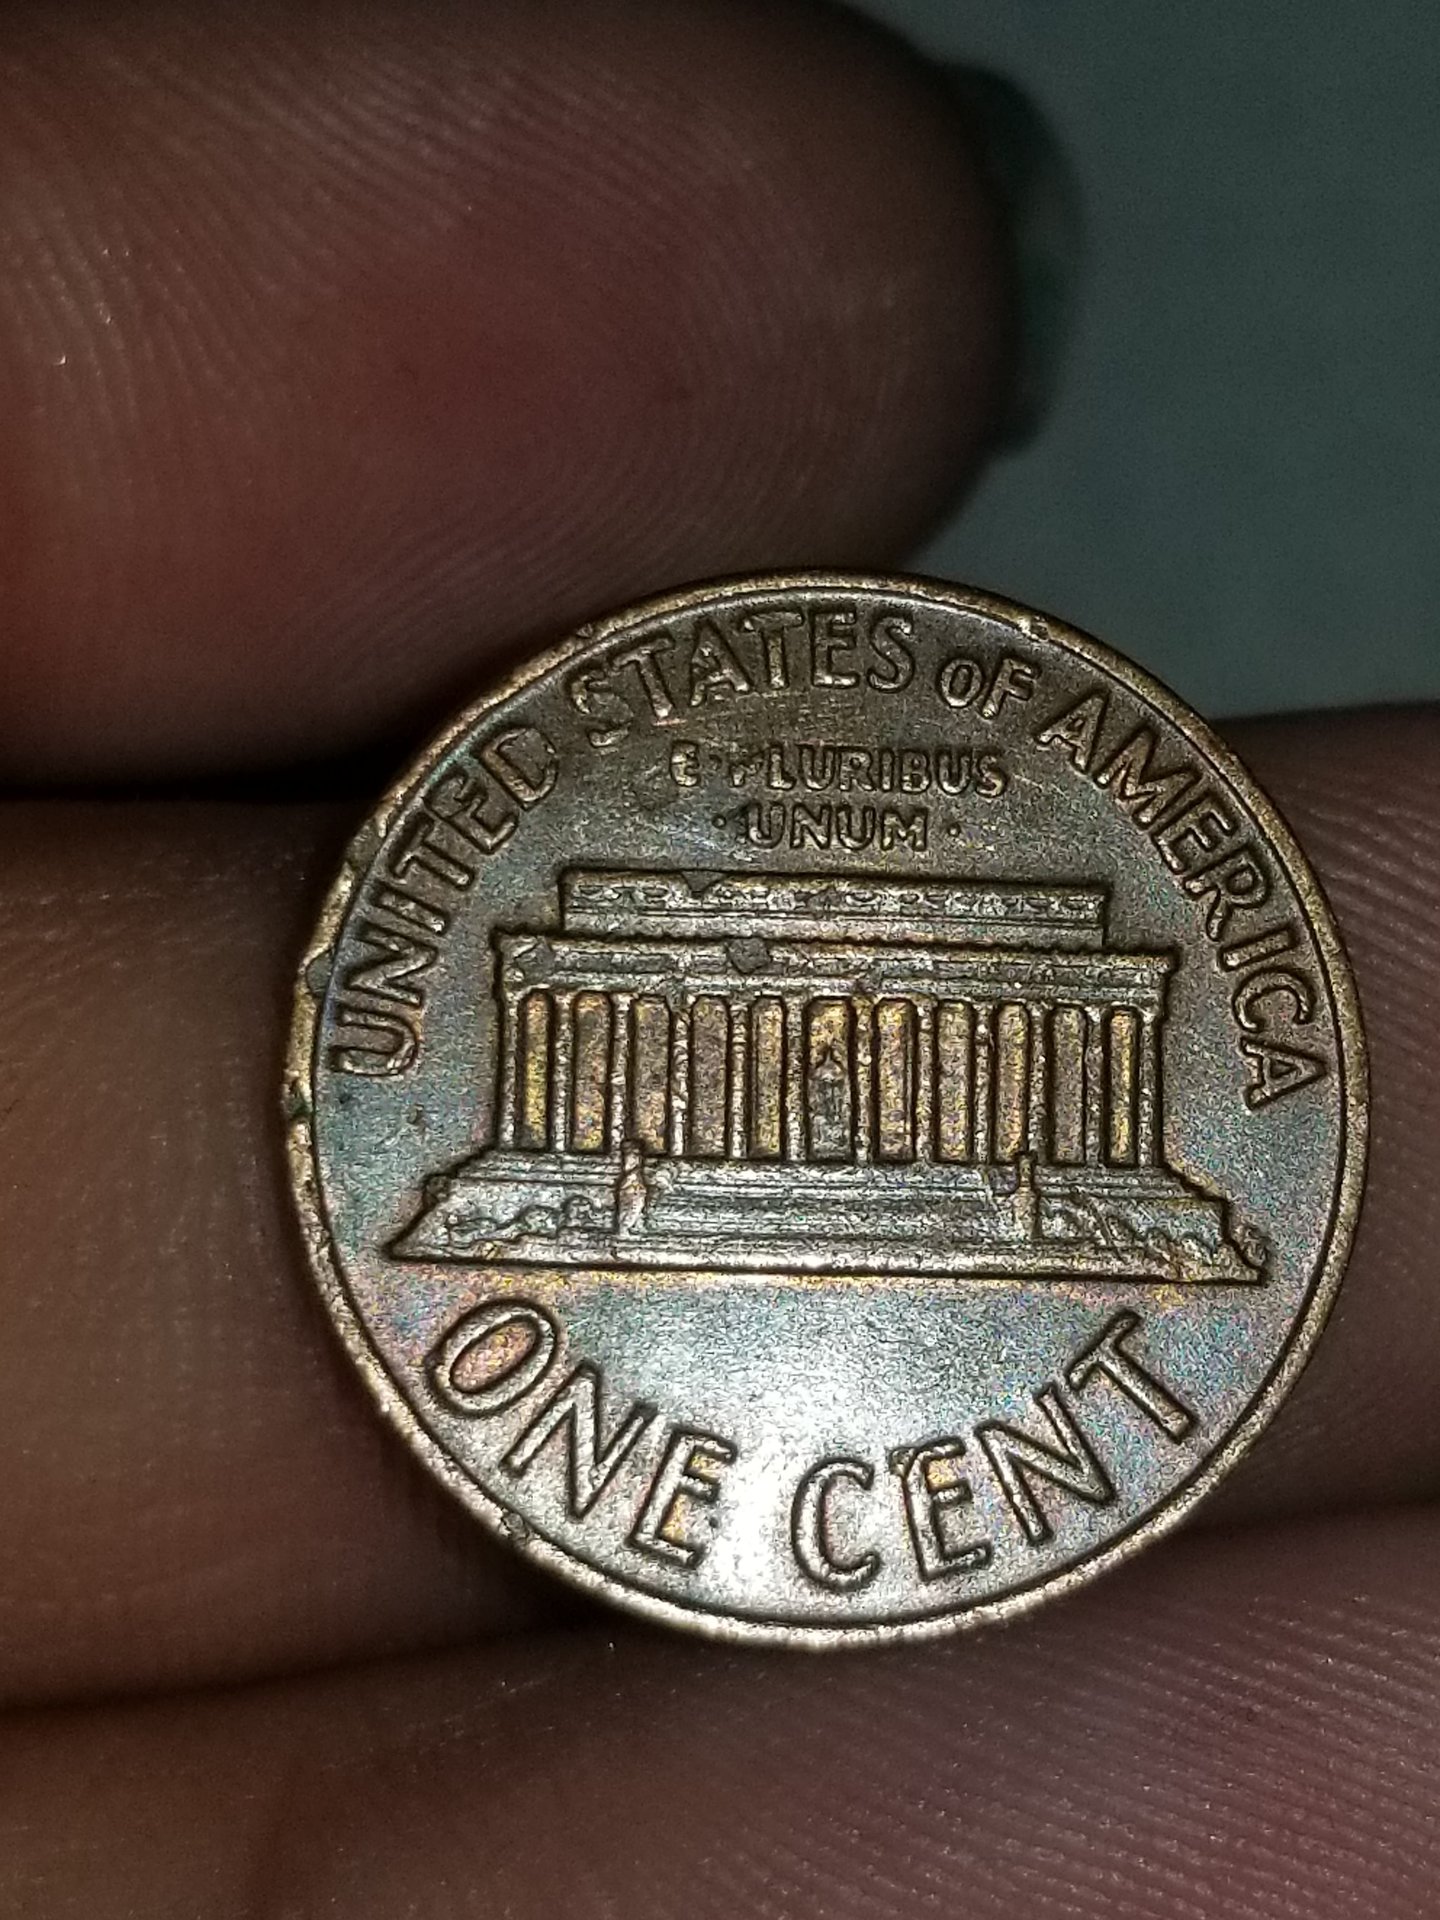 UNITED STATES OF AMERICA
E·PLURIBUS
·UNUM·
ONE CENT